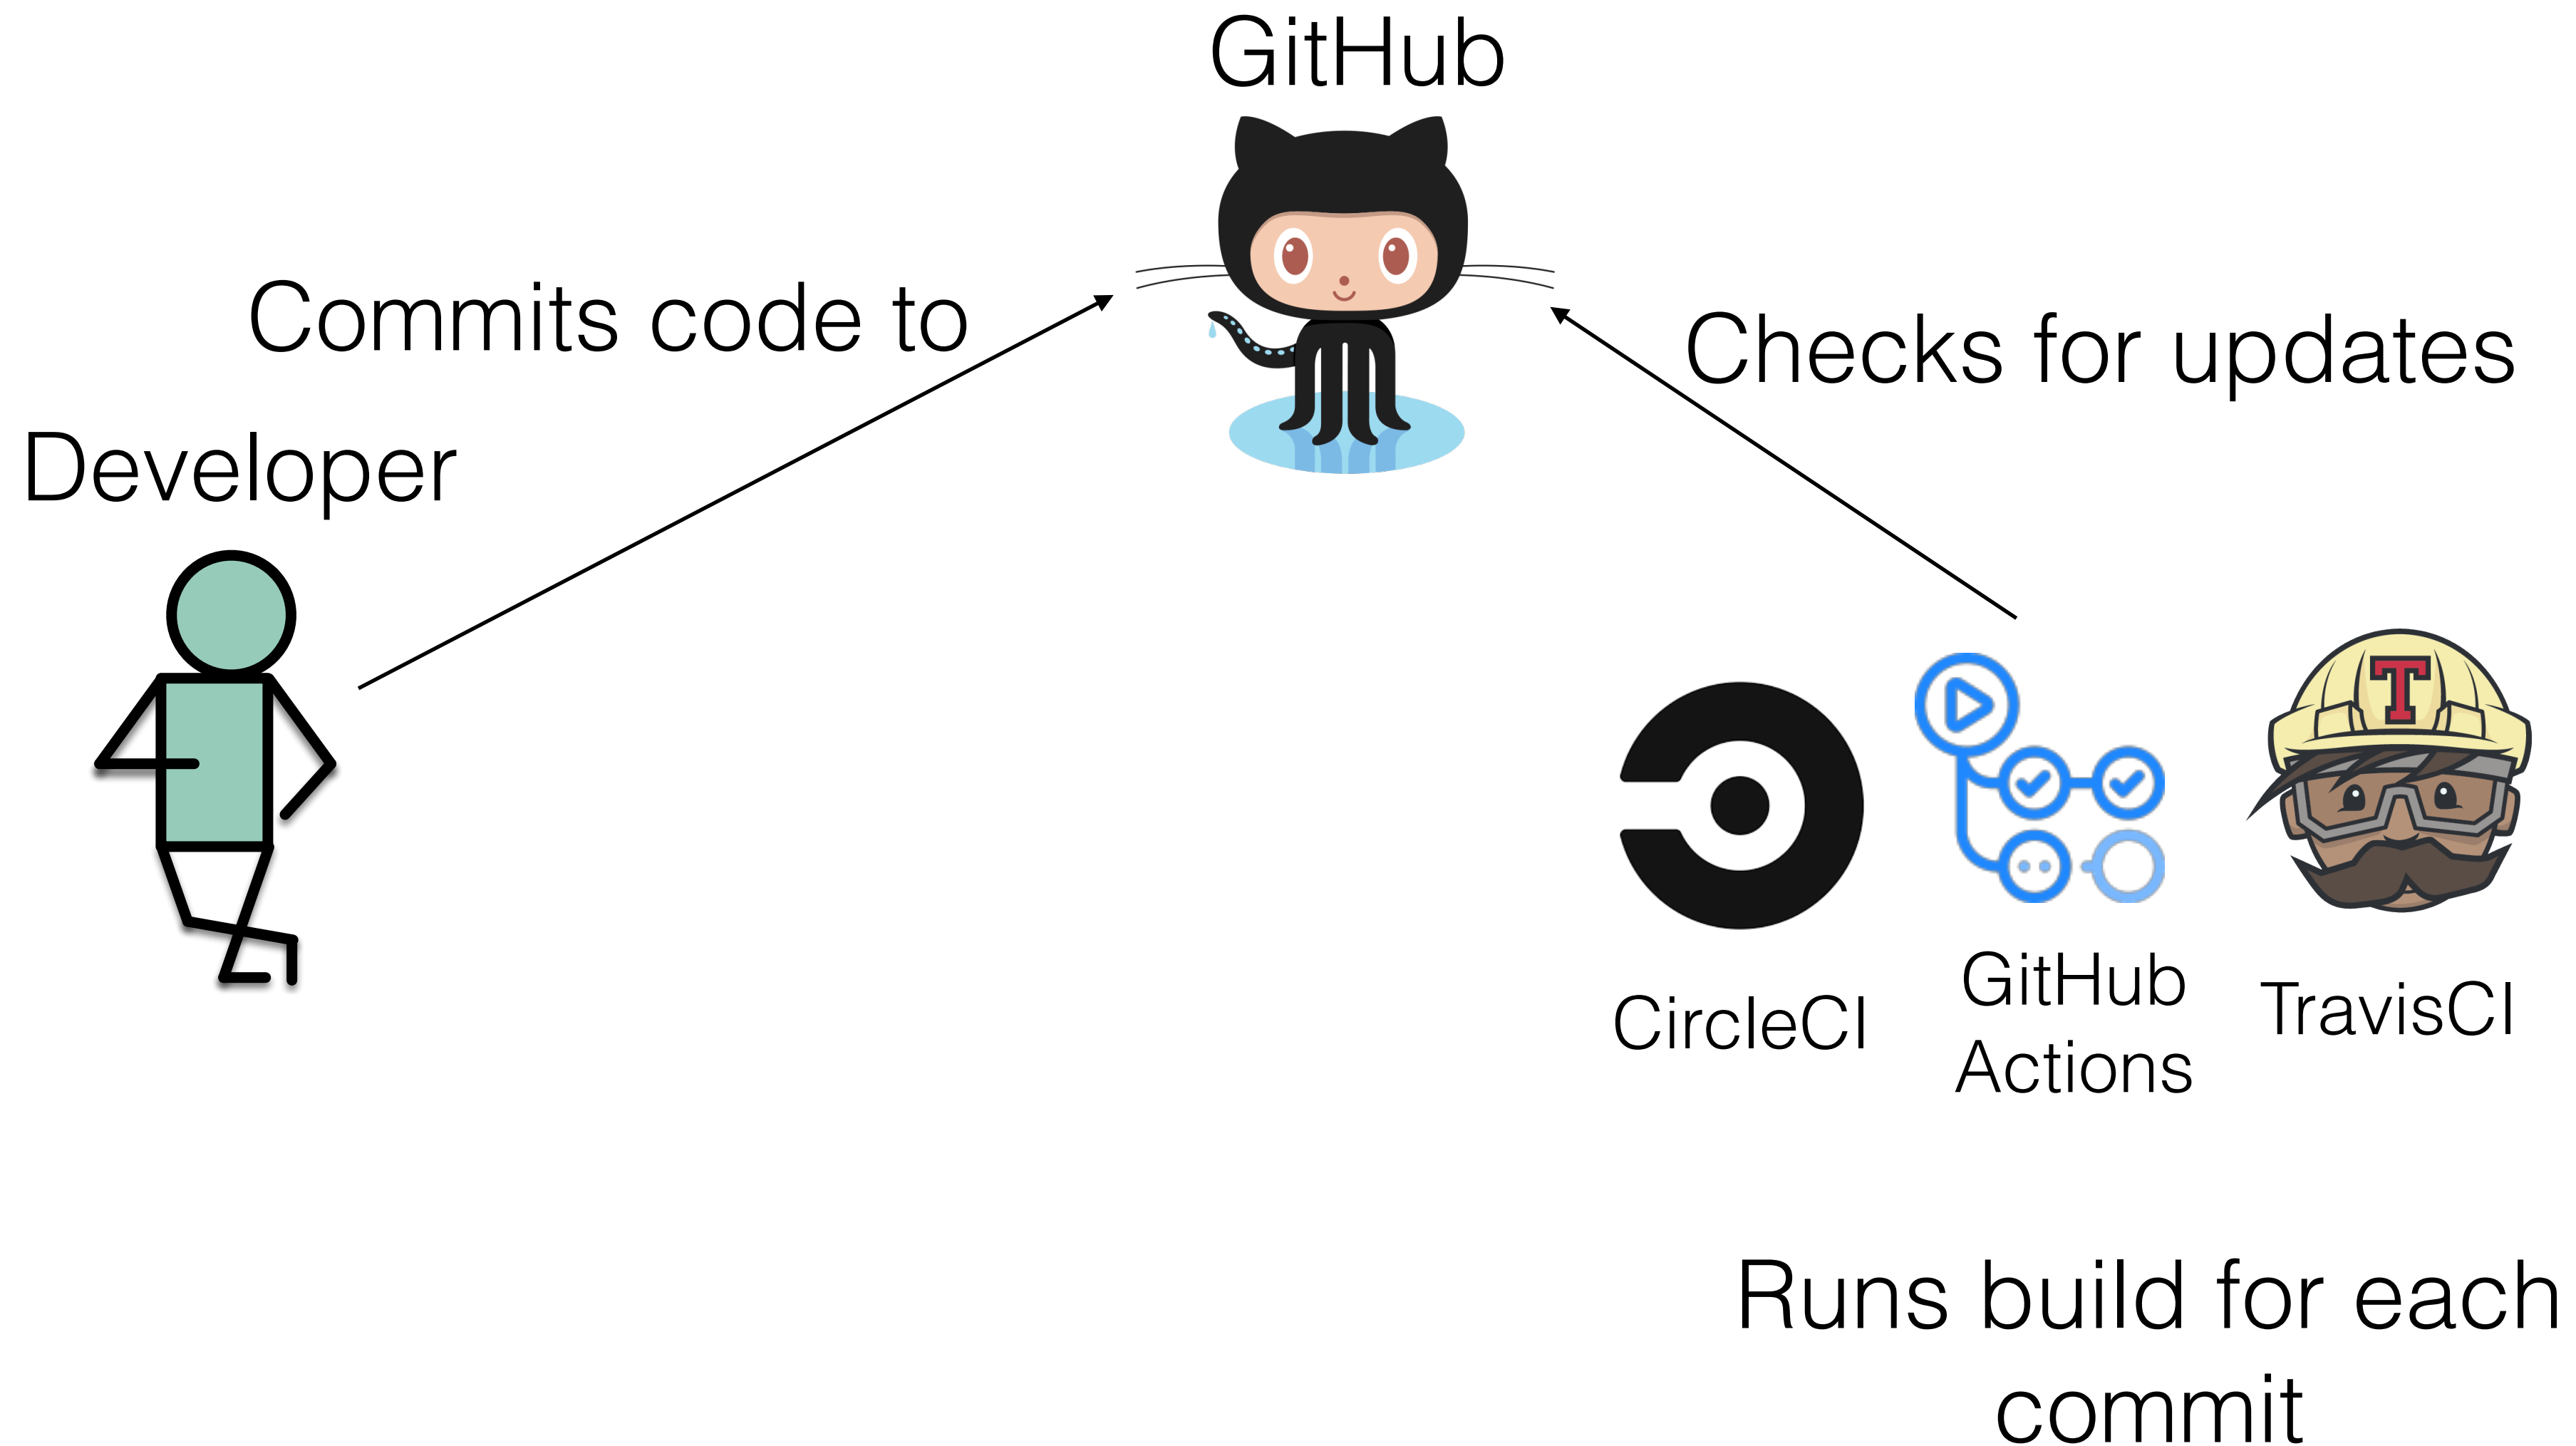 GitHub
Commits code to
Checks for updates
Developer
T
CircleCI
GitHub
Actions
TravisCI
Runs build for each
commit